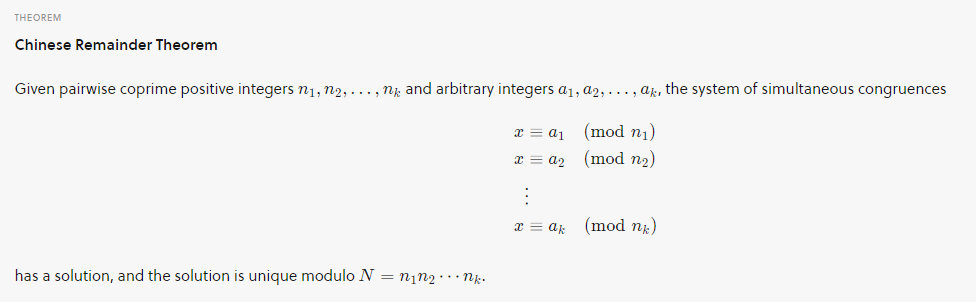 THEOREM
Chinese Remainder Theorem
Given pairwise coprime positive integers n₁, n₂, . . . , nₖ and arbitrary integers a₁, a₂, . . . , aₖ, the system of simultaneous congruences
x ≡ a₁ (mod n₁)
x ≡ a₂ (mod n₂)
⋮
x ≡ aₖ (mod nₖ)
has a solution, and the solution is unique modulo N = n₁n₂ · · · nₖ.